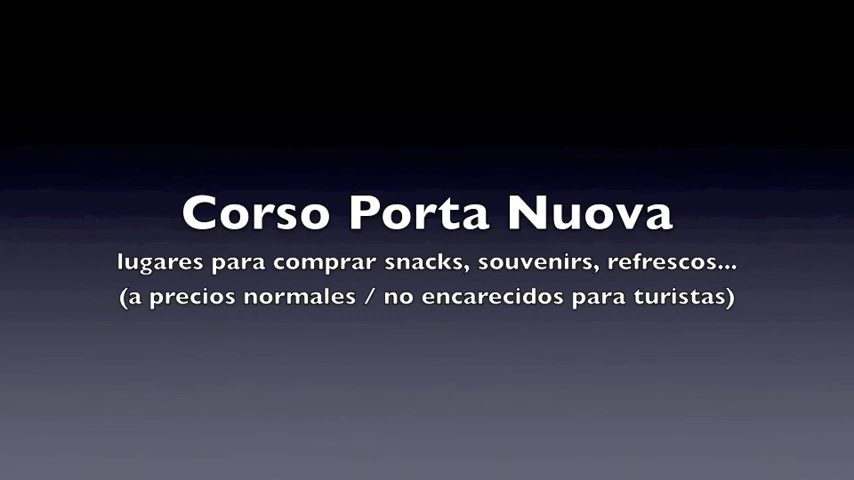 Corso Porta Nuova
lugares para comprar snacks, souvenirs, refrescos...
(a precios normales / no encarecidos para turistas)